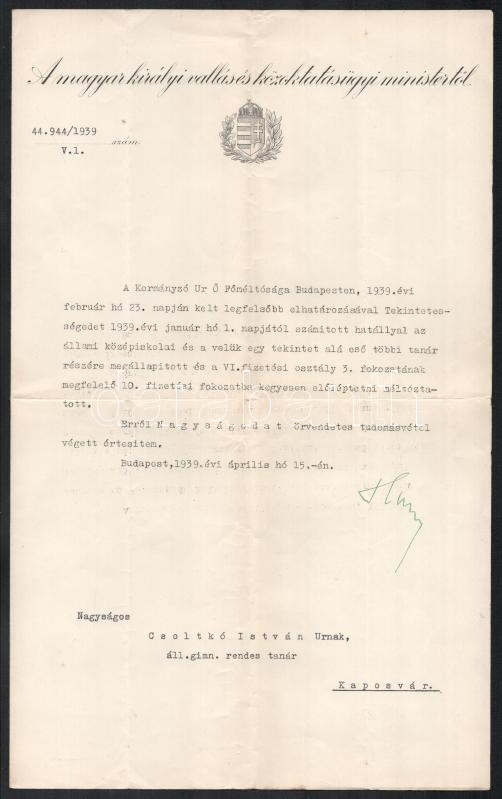 A magyar királyi vallás és közoktatásügyi ministertől.
44.944/1939
szám.
V.1.
A Kormányzó Ur Ő Főméltósága Budapesten, 1939.évi
február hó 23. napján kelt legfelsőbb elhatározásával Tekintetes-
ségedet 1939.évi január hó 1. napjától számitott hatállyal az
állami középiskolai és a velük egy tekintet alá eső többi tanár
részére megállapitott és a VI.fizetési osztály 3. fokozatának
megfelelő 10. fizetési fokozatba kegyesen előléptetni méltózta-
tott.
Erről Nagyságodat örvendetes tudomásvétel
végett értesitem.
Budapest,1939.évi április hó 15.-én.
Nagyságos
Csoltkó István Urnak,
áll.gimn. rendes tanár
Kaposvár.
darabanth